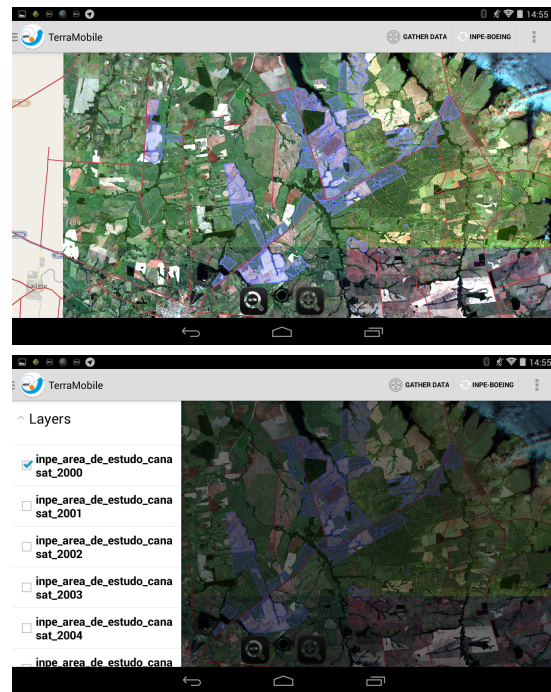 14:55
TerraMobile
GATHER DATA
INPE-BOEING
14:55
TerraMobile
GATHER DATA
INPE-BOEING
Layers
inpe_area_de_estudo_cana
sat_2000
inpe_area_de_estudo_cana
sat_2001
inpe_area_de_estudo_cana
sat_2002
inpe_area_de_estudo_cana
sat_2003
inpe_area_de_estudo_cana
sat_2004
inpe_area_de_estudo_cana